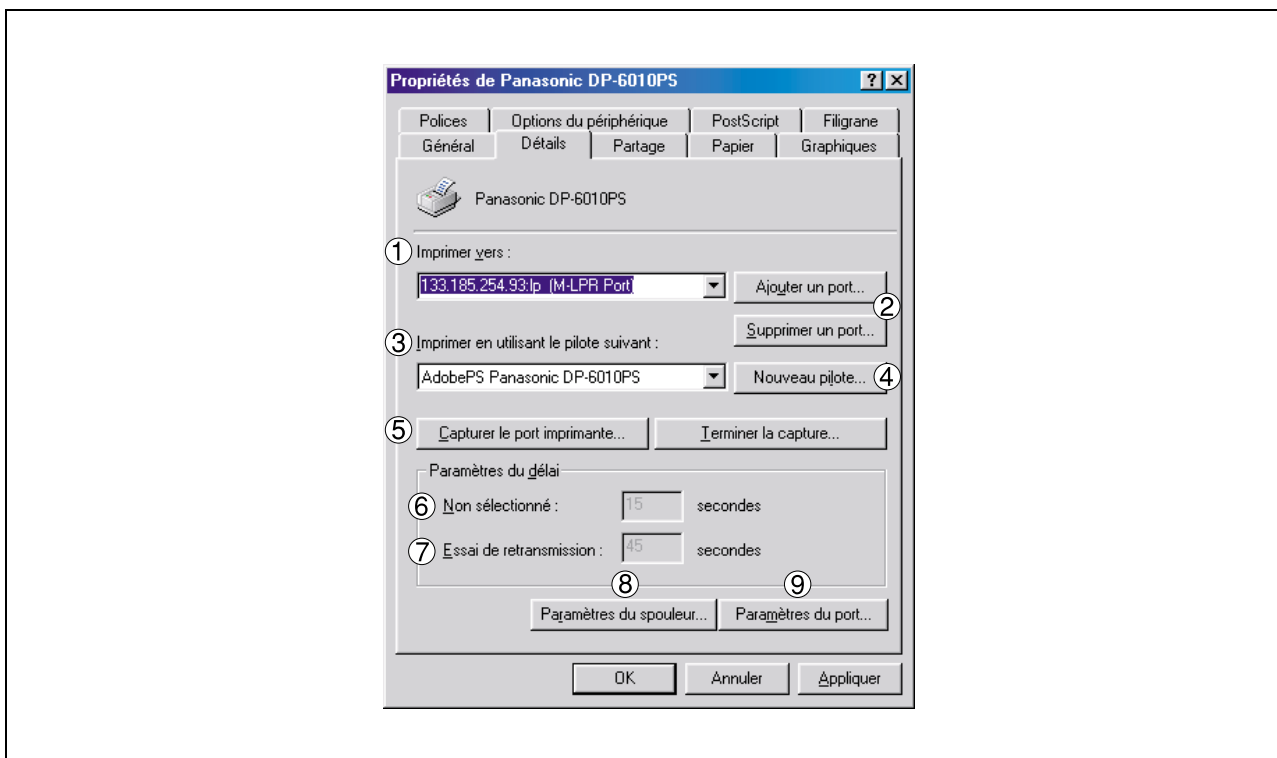 Propriétés de Panasonic DP-6010PS
Polices Options du périphérique PostScript Filigrane
Général Détails Partage Papier Graphiques
Panasonic DP-6010PS
① Imprimer vers :
133.185.254.93:lp (M-LPR Port) Ajouter un port...
②
Supprimer un port...
③ Imprimer en utilisant le pilote suivant :
AdobePS Panasonic DP-6010PS Nouveau pilote... ④
⑤ Capturer le port imprimante... Terminer la capture...
Paramètres du délai
⑥ Non sélectionné : 15 secondes
⑦ Essai de retransmission : 45 secondes
⑧ ⑨
Paramètres du spouleur... Paramètres du port...
OK Annuler Appliquer